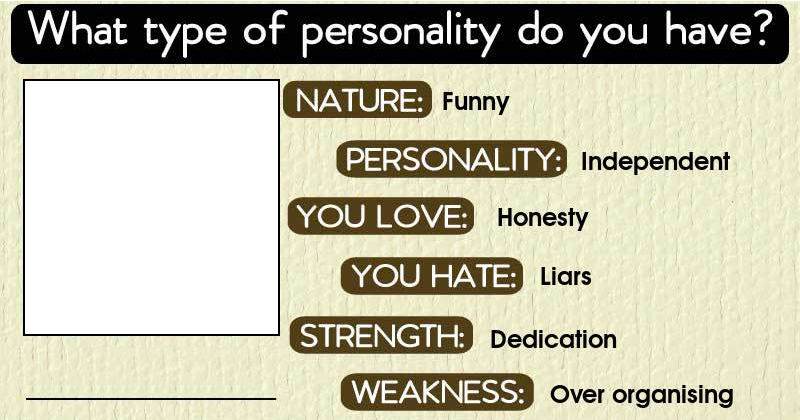 What type of personality do you have?
NATURE: Funny
PERSONALITY: Independent
YOU LOVE: Honesty
YOU HATE: Liars
STRENGTH: Dedication
WEAKNESS: Over organising